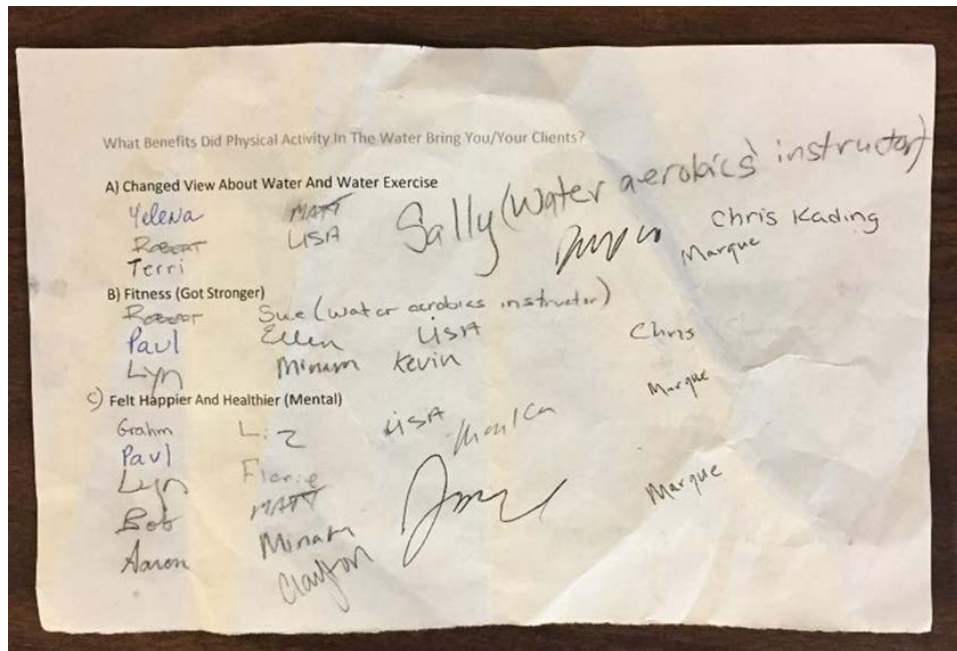 What Benefits Did Physical Activity In The Water Bring You/Your Clients?
A) Changed View About Water And Water Exercise
Yelena MATT Sally (water aerobics instructor)
ROBERT LISA Chris Kading
Terri Marque
B) Fitness (Got Stronger)
ROBERT Sue (water aerobics instructor)
Paul Ellen LISA Chris
Lyn Miriam Kevin
Marque
C) Felt Happier And Healthier (Mental)
Grahm Liz LISA Monica
Paul
Lyn Marque
Bob MATT
Aaron Miriam
Clayton